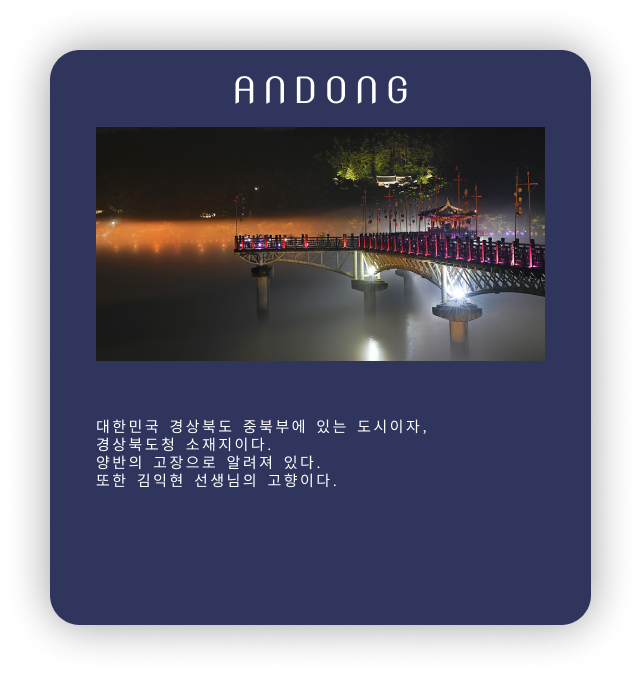 ANDONG
대한민국 경상북도 중북부에 있는 도시이자,
경상북도청 소재지이다.
양반의 고장으로 알려져 있다.
또한 김익현 선생님의 고향이다.